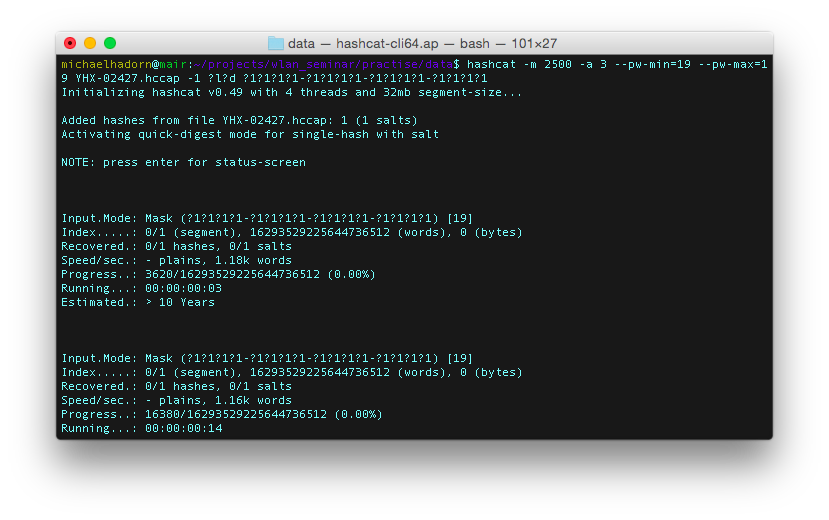 data — hashcat-cli64.ap — bash — 101×27
michaelhadorn@mair:~/projects/wlan_seminar/practise/data$ hashcat -m 2500 -a 3 --pw-min=19 --pw-max=1
9 YHX-02427.hccap -1 ?l?d ?1?1?1?1-?1?1?1?1-?1?1?1?1-?1?1?1?1
Initializing hashcat v0.49 with 4 threads and 32mb segment-size...
Added hashes from file YHX-02427.hccap: 1 (1 salts)
Activating quick-digest mode for single-hash with salt
NOTE: press enter for status-screen
Input.Mode: Mask (?1?1?1?1-?1?1?1?1-?1?1?1?1-?1?1?1?1) [19]
Index.....: 0/1 (segment), 16293529225644736512 (words), 0 (bytes)
Recovered.: 0/1 hashes, 0/1 salts
Speed/sec.: - plains, 1.18k words
Progress..: 3620/16293529225644736512 (0.00%)
Running...: 00:00:00:03
Estimated.: > 10 Years
Input.Mode: Mask (?1?1?1?1-?1?1?1?1-?1?1?1?1-?1?1?1?1) [19]
Index.....: 0/1 (segment), 16293529225644736512 (words), 0 (bytes)
Recovered.: 0/1 hashes, 0/1 salts
Speed/sec.: - plains, 1.16k words
Progress..: 16380/16293529225644736512 (0.00%)
Running...: 00:00:00:14